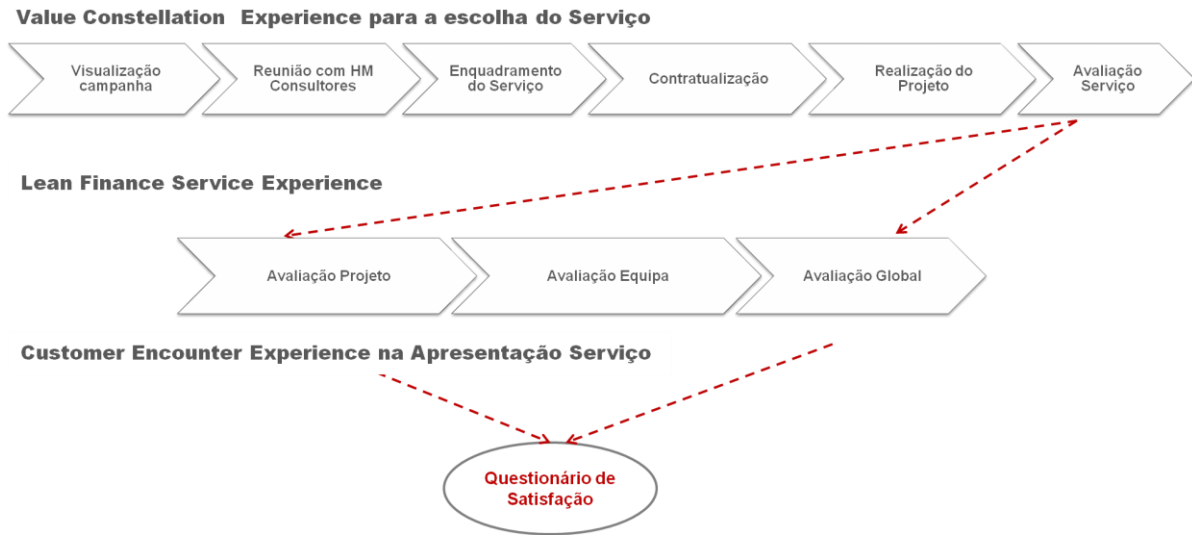 Value Constellation Experience para a escolha do Serviço
Visualização
campanha
Reunião com HM
Consultores
Enquadramento
do Serviço
Contratualização
Realização do
Projeto
Avaliação
Serviço
Lean Finance Service Experience
Avaliação Projeto
Avaliação Equipa
Avaliação Global
Customer Encounter Experience na Apresentação Serviço
Questionário de
Satisfação